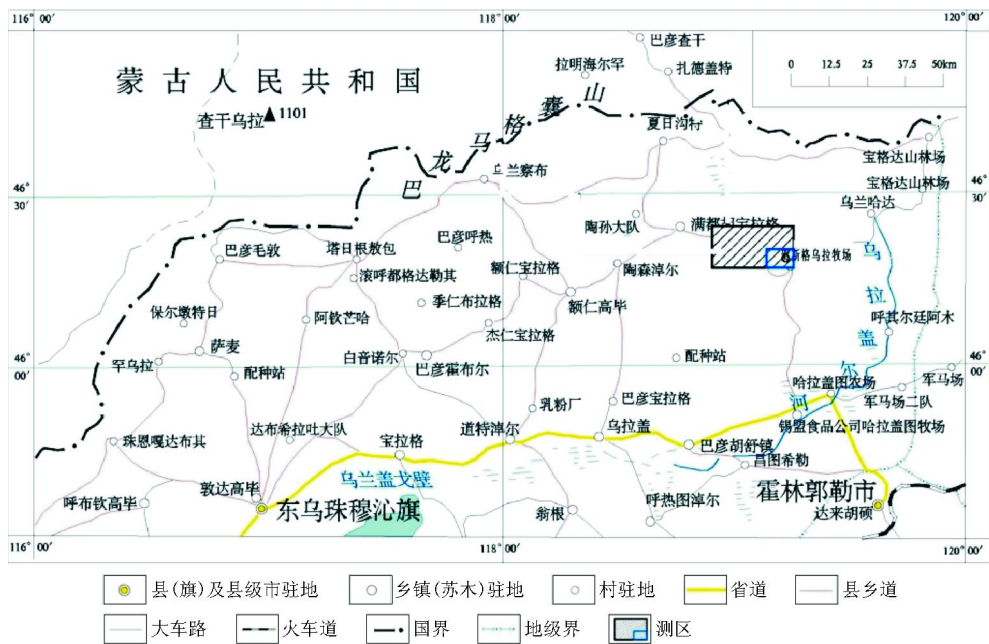 116° 00′
118° 00′
120° 00′
巴彦查干
拉明海尔罕
扎德盖特
0 12.5 25 37.5 50km
蒙古人民共和国
查干乌拉 1101
巴龙马格囊山
夏日沟特
宝格达山林场
兰察布
46° 30′
宝格达山林场
46° 30′
乌兰哈达
陶孙大队
宝拉格
巴彦毛敦
塔日根敖包
巴彦呼热
滚呼都格达勒其
额仁宝拉格
陶森淖尔
斯格乌拉牧场
乌拉盖尔河
季仁布拉格
额仁高毕
保尔墩特日
阿钦芒哈
杰仁宝拉格
呼其尔廷阿木
萨麦
白音诺尔
巴彦霍布尔
配种站
罕乌拉
46° 00′
配种站
46° 00′
哈拉盖图农场
军马场
军马场二队
乳粉厂
巴彦宝拉格
锡盟食品公司哈拉盖图牧场
珠恩嘎达布其
达布希拉吐大队
宝拉格
道特淖尔
乌拉盖
巴彦胡舒镇
昌图希勒
乌兰盖戈壁
呼布钦高毕
敦达高毕
东乌珠穆沁旗
翁根
呼热图淖尔
霍林郭勒市
达来胡硕
116° 00′
118° 00′
120° 00′
县(旗)及县级市驻地
乡镇(苏木)驻地
村驻地
省道
县乡道
大车路
火车道
国界
地级界
测区